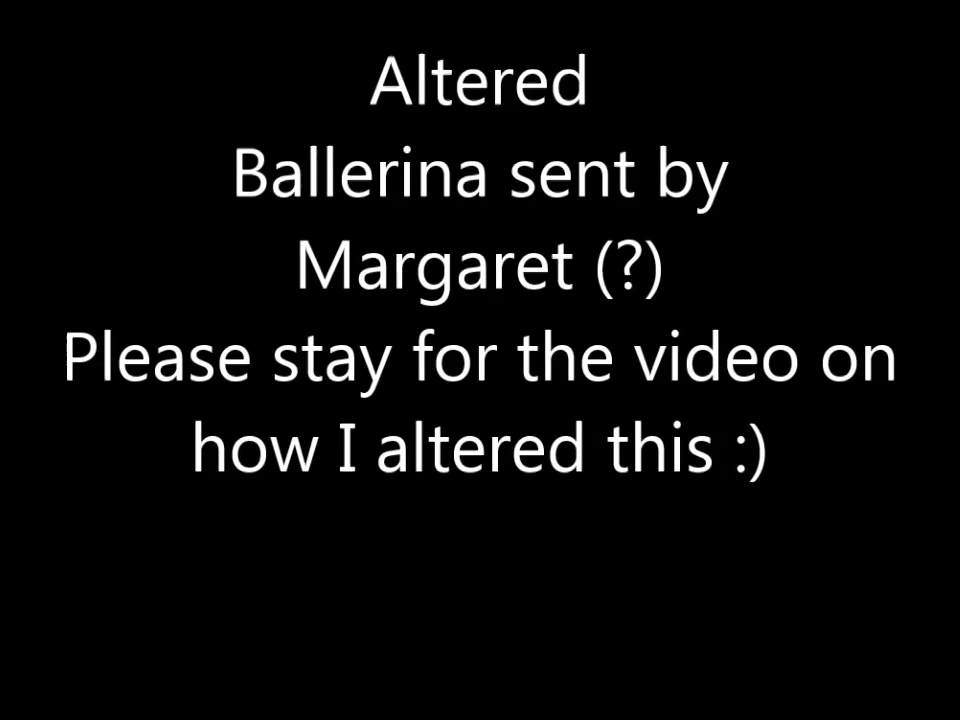 Altered
Ballerina sent by
Margaret (?)
Please stay for the video on
how I altered this :)